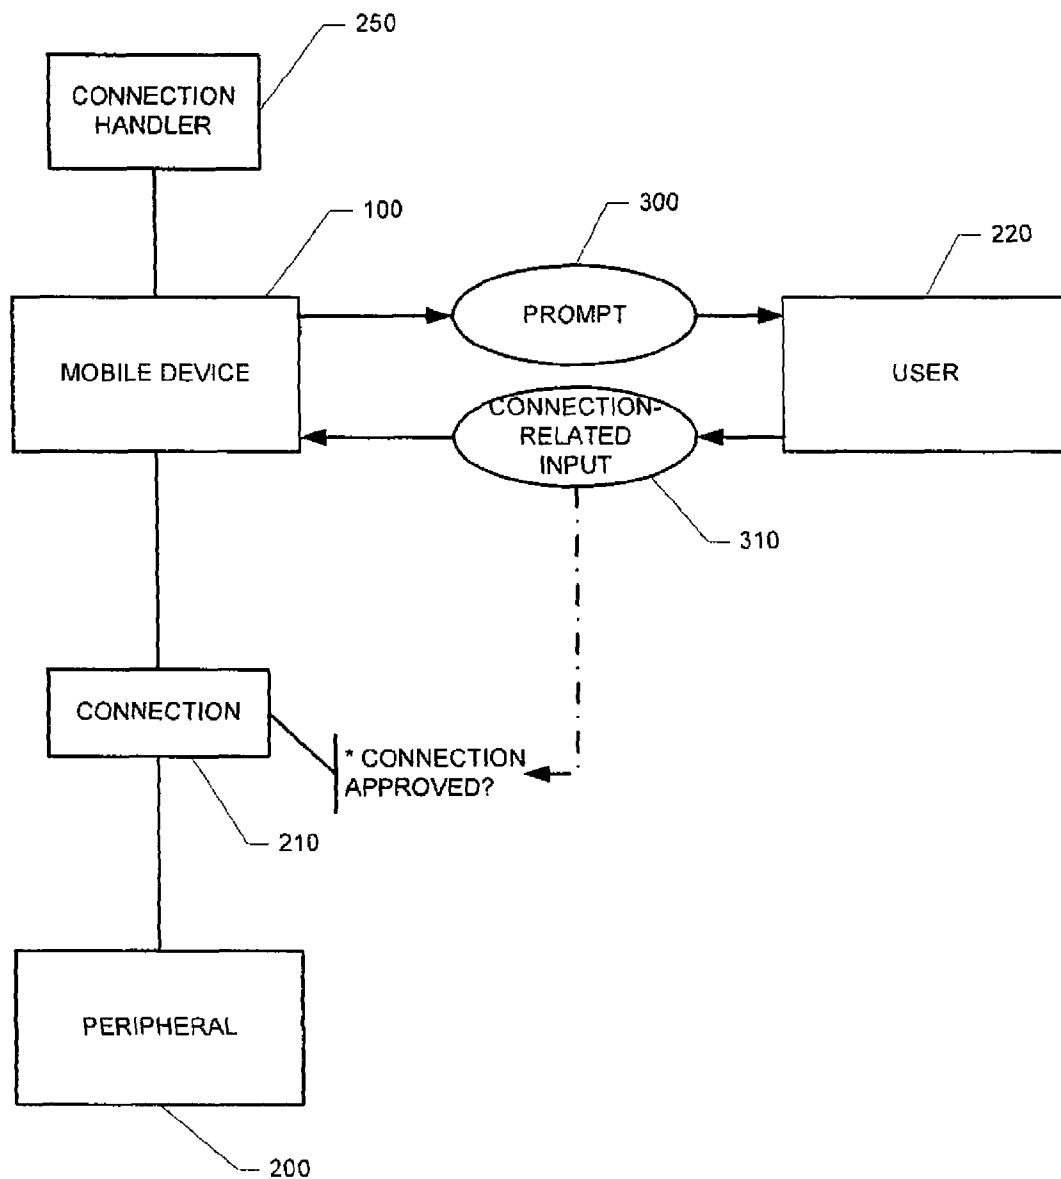 250
CONNECTION
HANDLER
100
300
220
PROMPT
MOBILE DEVICE
USER
CONNECTION-
RELATED
INPUT
310
CONNECTION
* CONNECTION
APPROVED?
210
PERIPHERAL
200